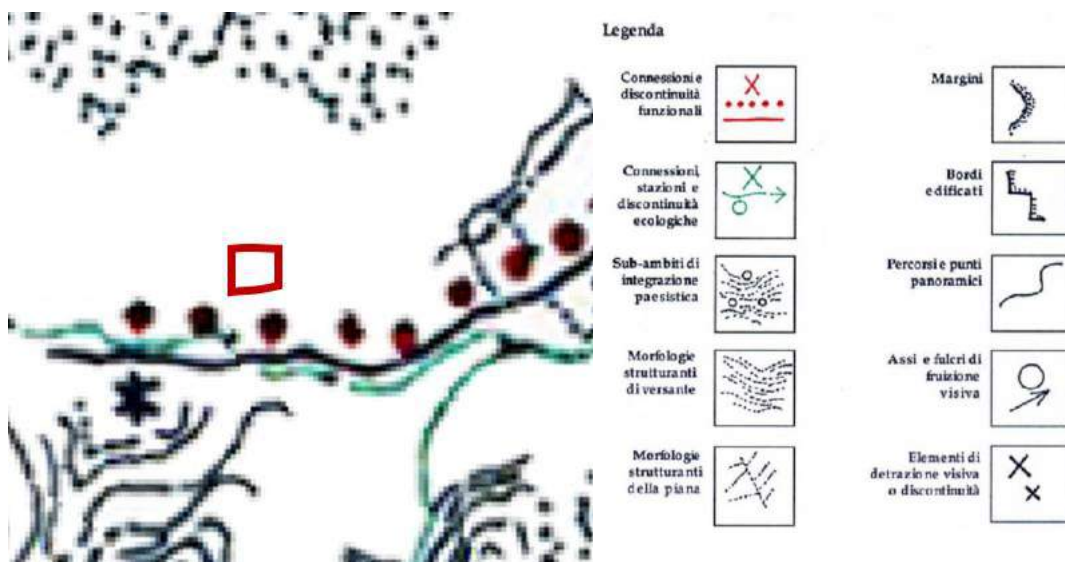 Legenda
Connessioni e
discontinuità
funzionali
Connessioni,
stazioni e
discontinuità
ecologiche
Sub-ambiti di
integrazione
paesistica
Morfologie
strutturanti
di versante
Morfologie
strutturanti
della piana
Margini
Bordi
edificati
Percorsi e punti
panoramici
Assi e fulcri di
fruizione
visiva
Elementi di
detrazione visiva
o discontinuità